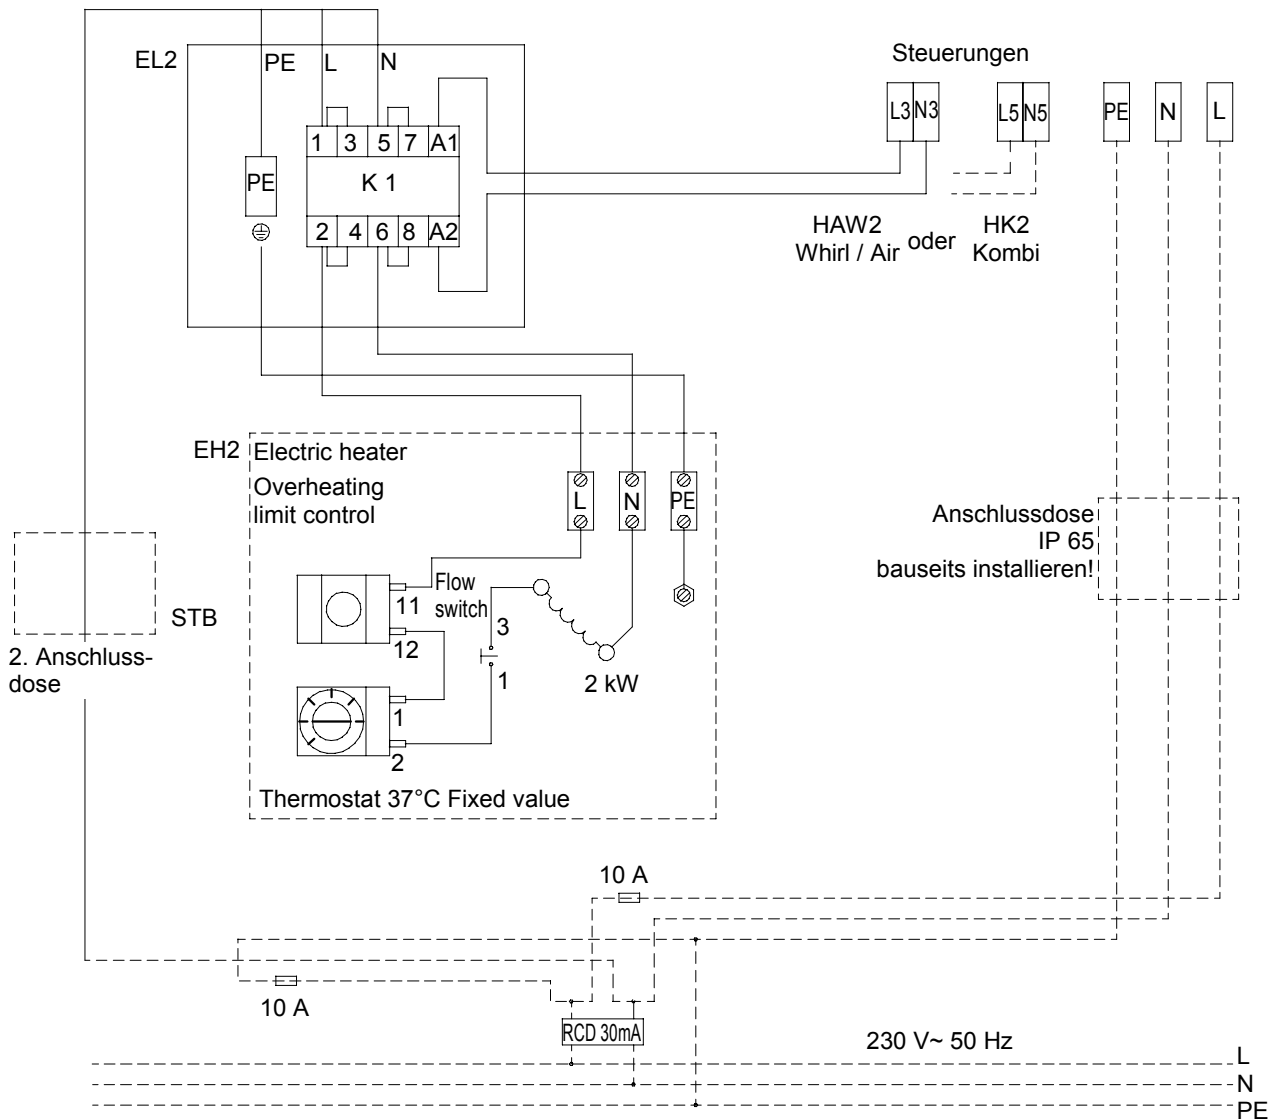 EL2
PE
L
N
1
3
5
7
A1
PE
K 1
2
4
6
8
A2
Steuerungen
L3
N3
L5
N5
PE
N
L
HAW2
Whirl / Air
oder
HK2
Kombi
EH2
Electric heater
Overheating
limit control
L
N
PE
Anschlussdose
IP 65
bauseits installieren!
11
Flow
switch
12
3
1
STB
2. Anschluss-
dose
2 kW
1
2
Thermostat 37°C Fixed value
10 A
10 A
RCD 30mA
230 V~ 50 Hz
L
N
PE